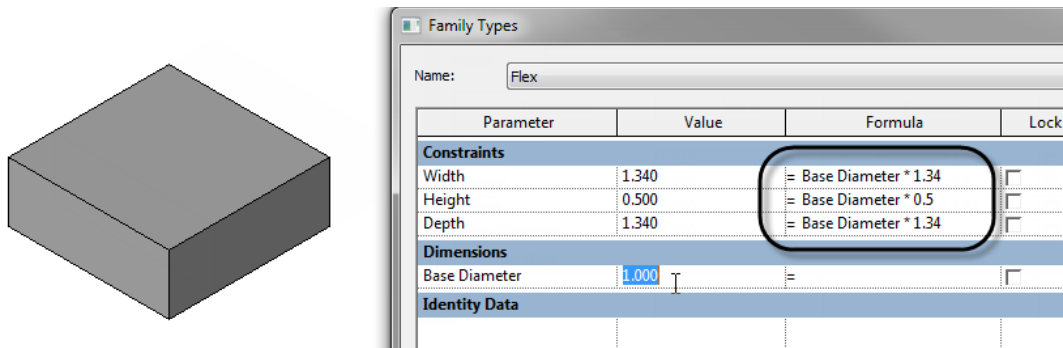 Family Types
Name: Flex
Parameter Value Formula Lock
Constraints
Width 1.340 = Base Diameter * 1.34
Height 0.500 = Base Diameter * 0.5
Depth 1.340 = Base Diameter * 1.34
Dimensions
Base Diameter 1.000 =
Identity Data